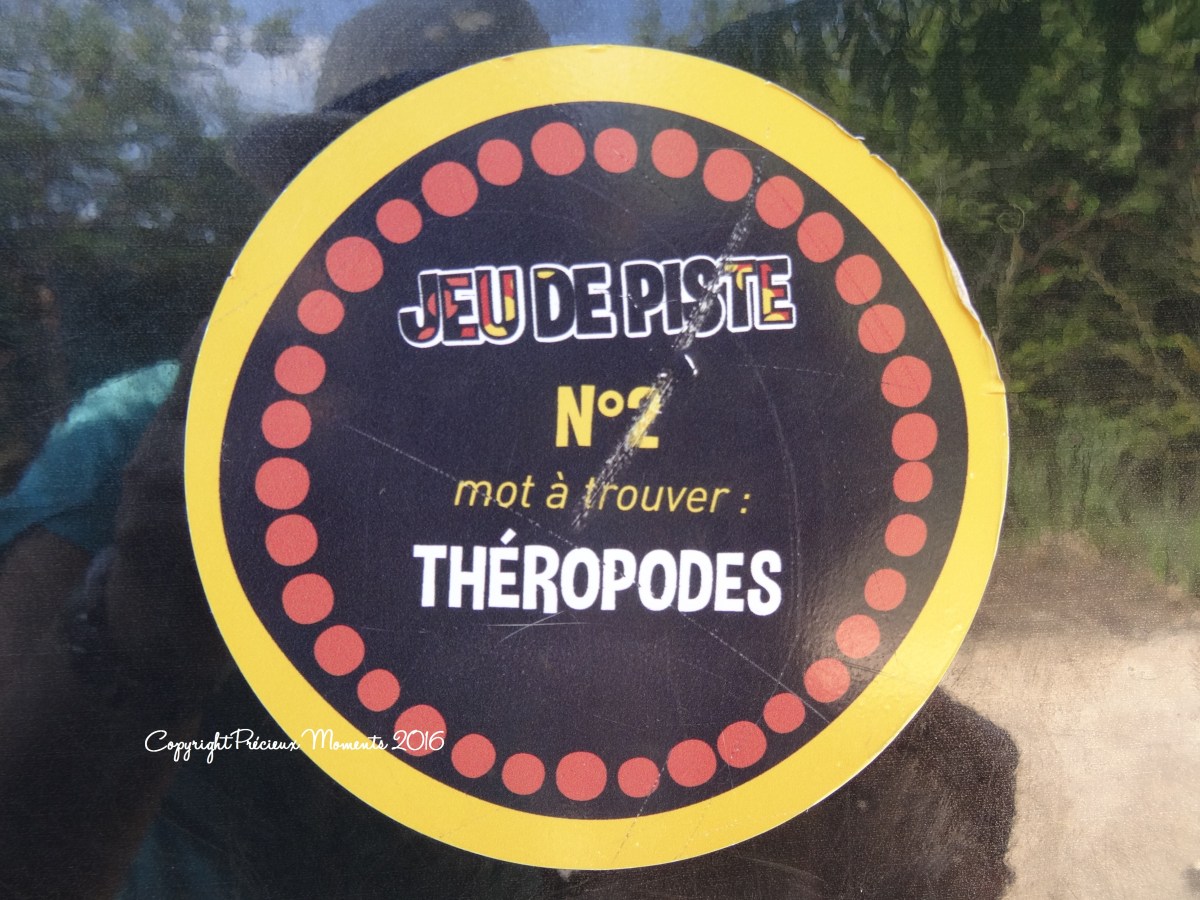 JEU DE PISTE
N°2
mot à trouver :
THÉROPODES
Copyright Précieux Moments 2016